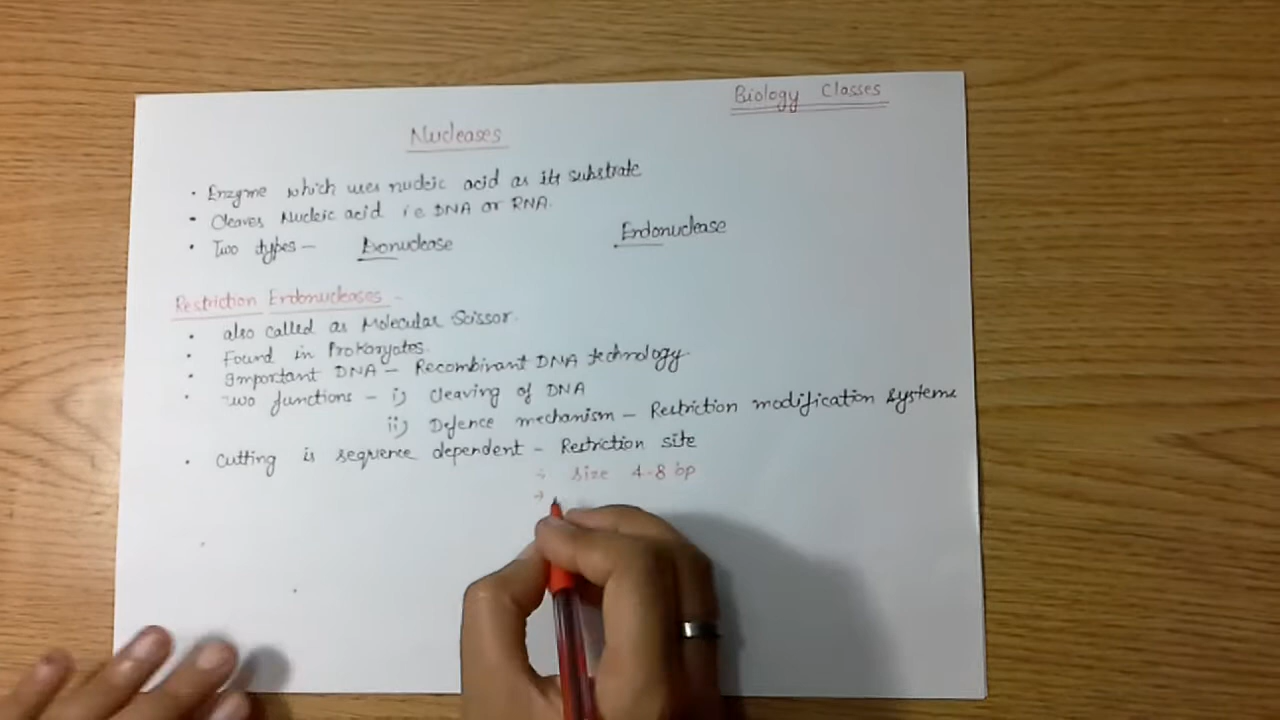 Biology Classes
Nucleases
• Enzyme which uses nucleic acid as its substrate
• Cleaves Nucleic acid i.e DNA or RNA.
• Two types — Exonuclease Endonuclease
Restriction Endonucleases -
• also called as Molecular Scissor.
• Found in Prokaryotes.
• Important DNA - Recombinant DNA technology.
• Two functions - i) Cleaving of DNA
ii) Defence mechanism - Restriction modification systems
• Cutting is sequence dependent - Restriction site
→ size 4-8 bp
→